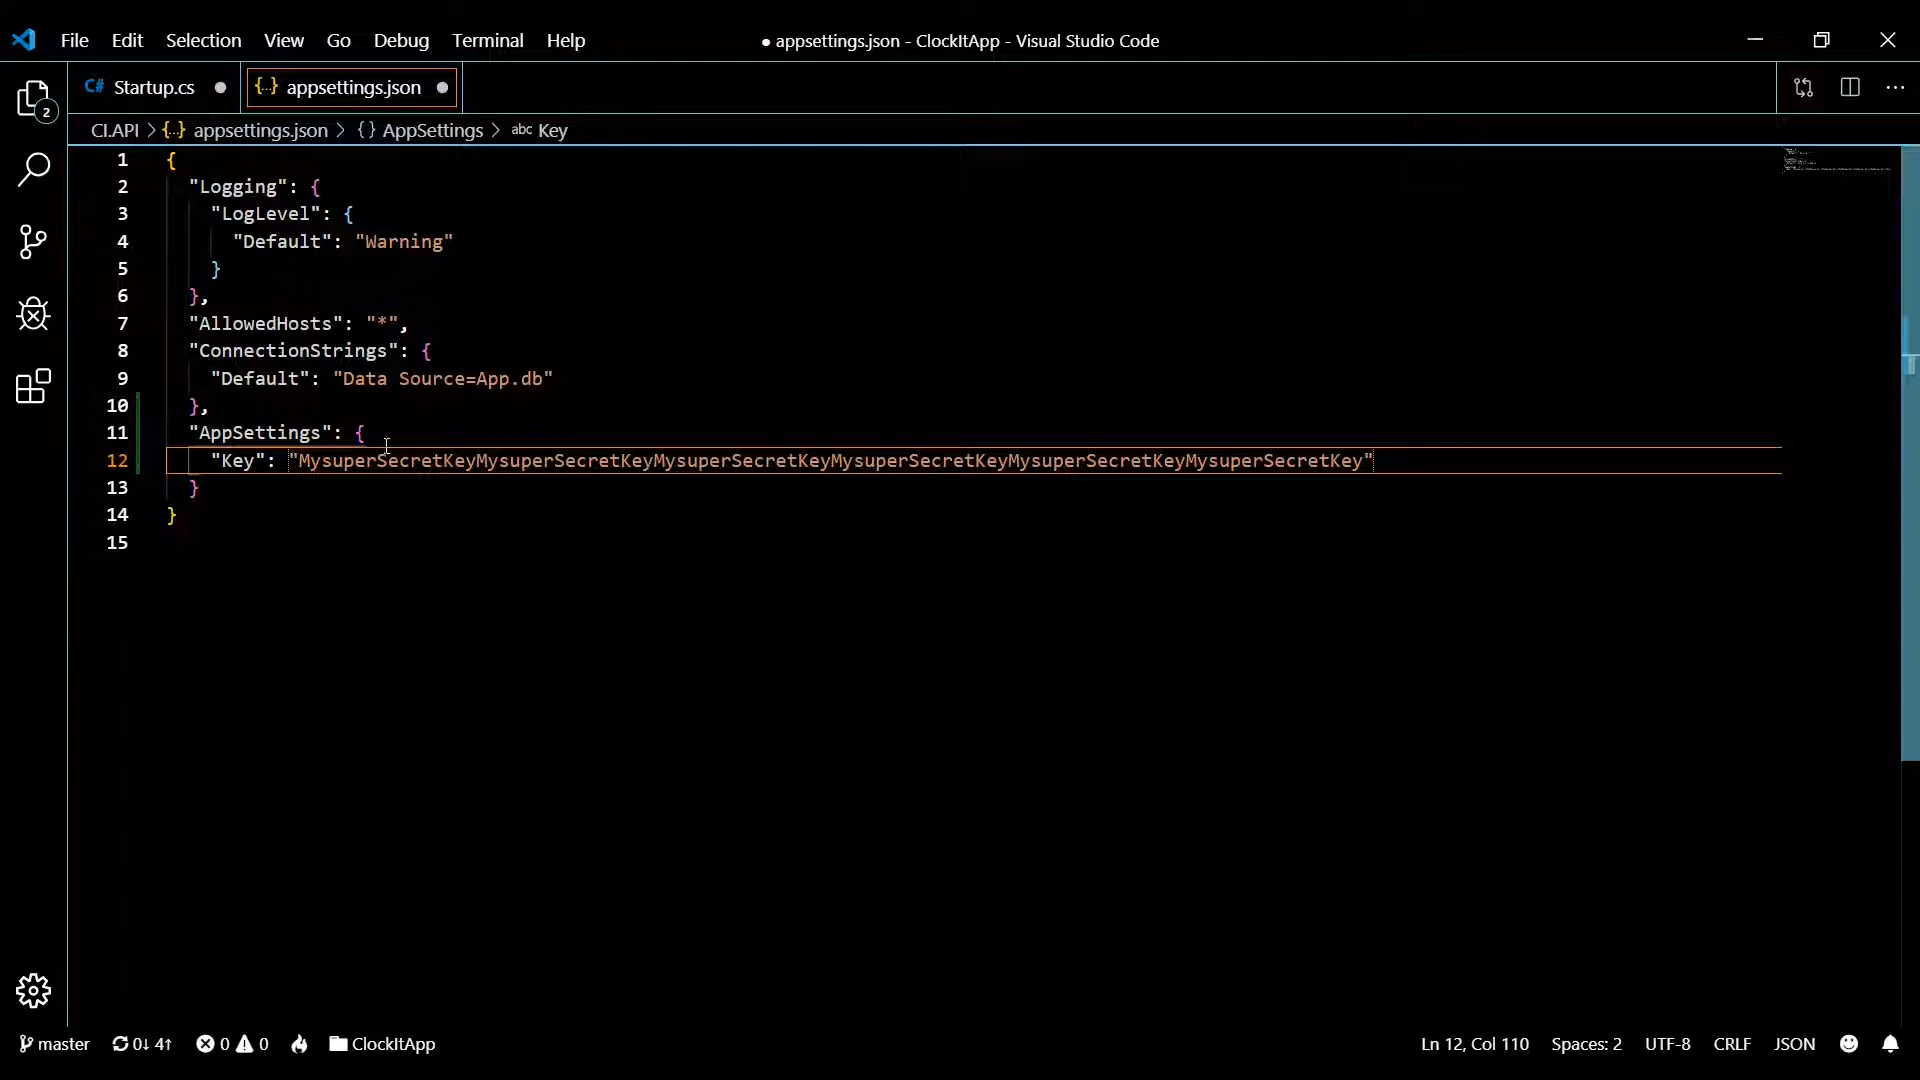 File Edit Selection View Go Debug Terminal Help ● appsettings.json - ClockItApp - Visual Studio Code
C# Startup.cs ● {..} appsettings.json ●
2
CI.API > {..} appsettings.json > {} AppSettings > abc Key
1 {
2 "Logging": {
3 "LogLevel": {
4 "Default": "Warning"
5 }
6 },
7 "AllowedHosts": "*",
8 "ConnectionStrings": {
9 "Default": "Data Source=App.db"
10 },
11 "AppSettings": {
12 "Key": "MysuperSecretKeyMysuperSecretKeyMysuperSecretKeyMysuperSecretKeyMysuperSecretKeyMysuperSecretKey"
13 }
14 }
15
master 0↓ 4↑ 0 0 ClockItApp Ln 12, Col 110 Spaces: 2 UTF-8 CRLF JSON